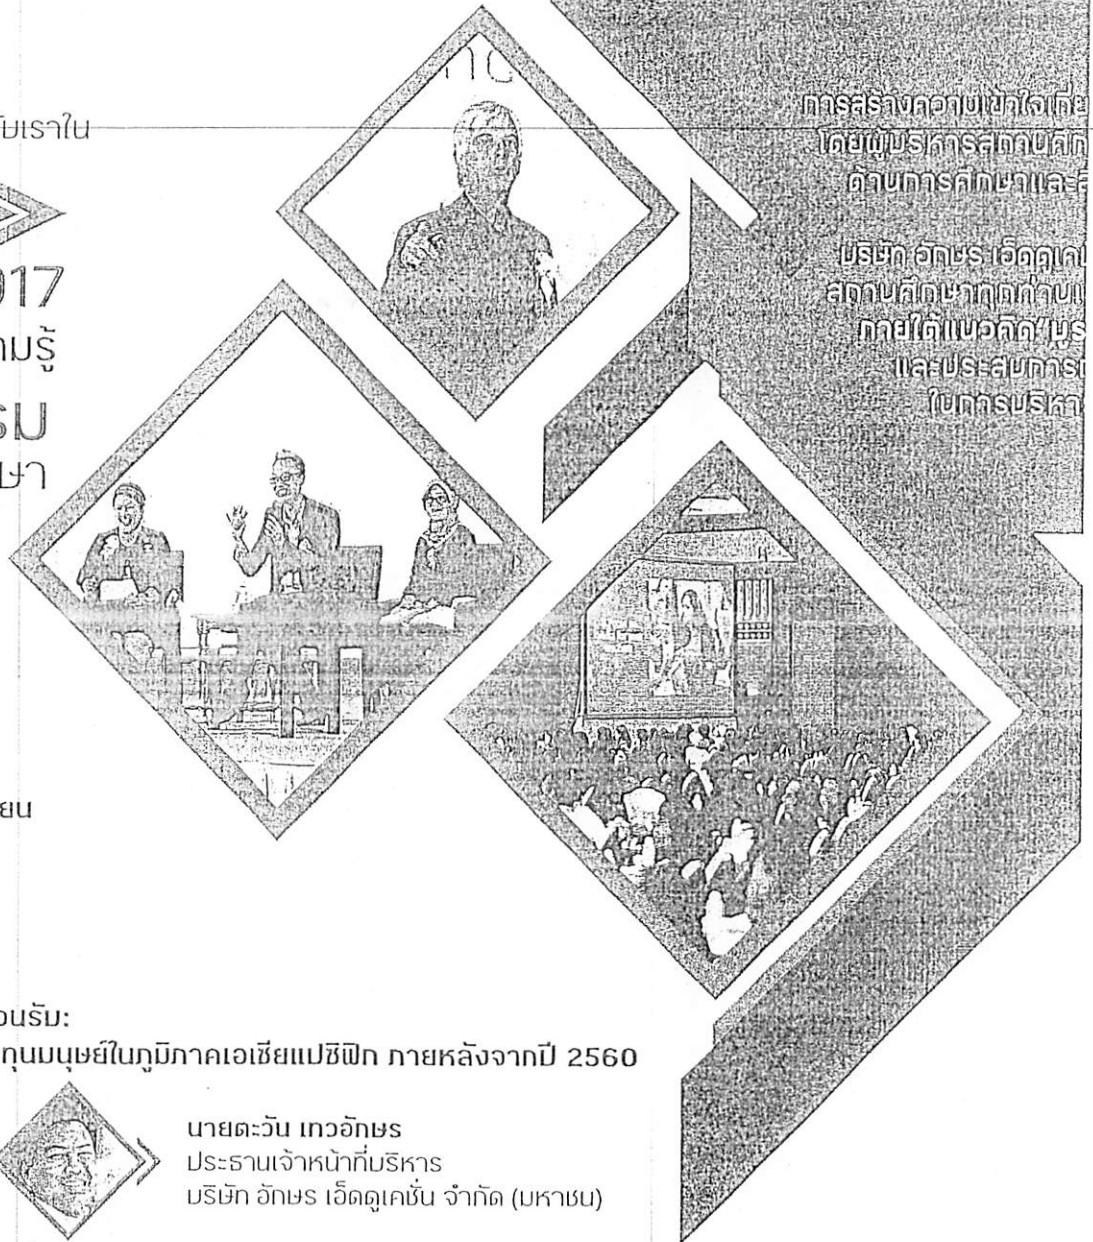 บเราใน
017
ามรู้
รม
ษา
ยน
อนรับ:
ทุนมนุษย์ในภูมิภาคเอเชียแปซิฟิก ภายหลังจากปี 2560
นายตะวัน เทวอักษร
ประธานเจ้าหน้าที่บริหาร
บริษัท อักษร เอ็ดดูเคชั่น จำกัด (มหาชน)
การสร้างความเข้าใจเกี่ย
โดยผู้บริหารสถานศึก
ด้านการศึกษาและสั
บริษัท อักษร เอ็ดดูเค
สถานศึกษาทุกท่านเ
ภายใต้แนวคิด“บูร
และประสบการณ
ในการบริหา